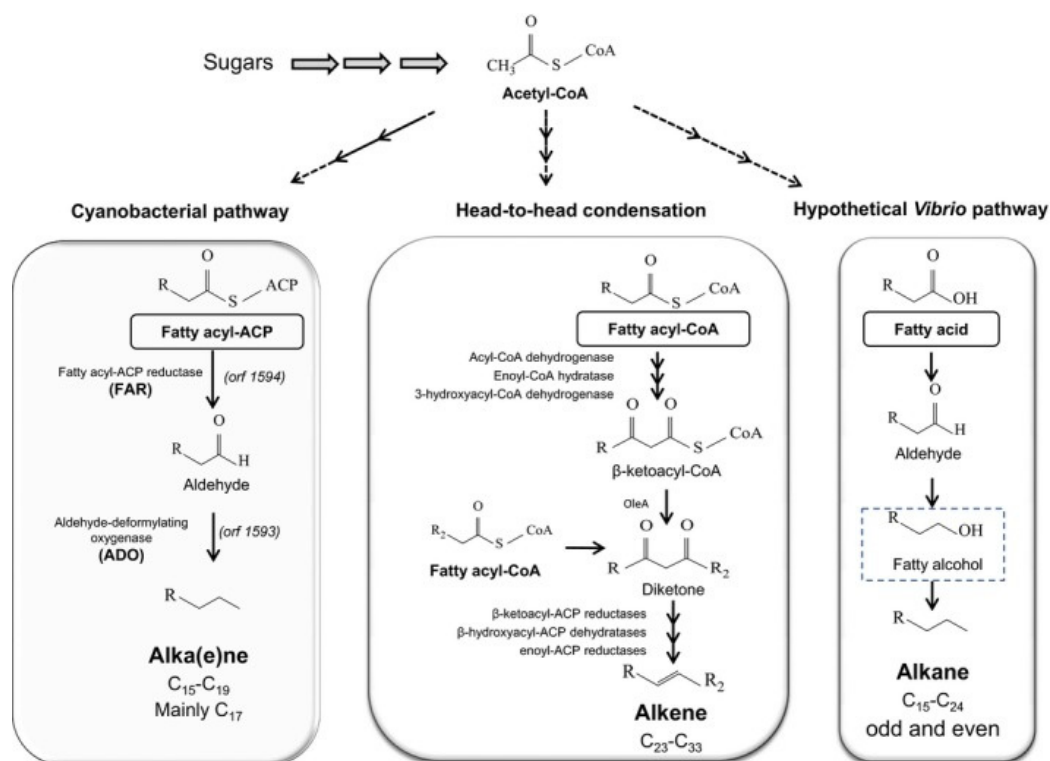 Sugars
O
CH₃
S
CoA
Acetyl-CoA
Cyanobacterial pathway
O
R
S
ACP
Fatty acyl-ACP
Fatty acyl-ACP reductase
(FAR)
(orf 1594)
O
R
H
Aldehyde
Aldehyde-deformylating
oxygenase
(ADO)
(orf 1593)
R
Alka(e)ne
C₁₅-C₁₉
Mainly C₁₇
Head-to-head condensation
O
R
S
CoA
Fatty acyl-CoA
Acyl-CoA dehydrogenase
Enoyl-CoA hydratase
3-hydroxyacyl-CoA dehydrogenase
O O
R
S
CoA
β-ketoacyl-CoA
OleA
O
R₂
S
CoA
Fatty acyl-CoA
O O
R R₂
Diketone
β-ketoacyl-ACP reductases
β-hydroxyacyl-ACP dehydratases
enoyl-ACP reductases
R
R₂
Alkene
C₂₃-C₃₃
Hypothetical Vibrio pathway
O
R
OH
Fatty acid
O
R
H
Aldehyde
R
OH
Fatty alcohol
R
Alkane
C₁₅-C₂₄
odd and even